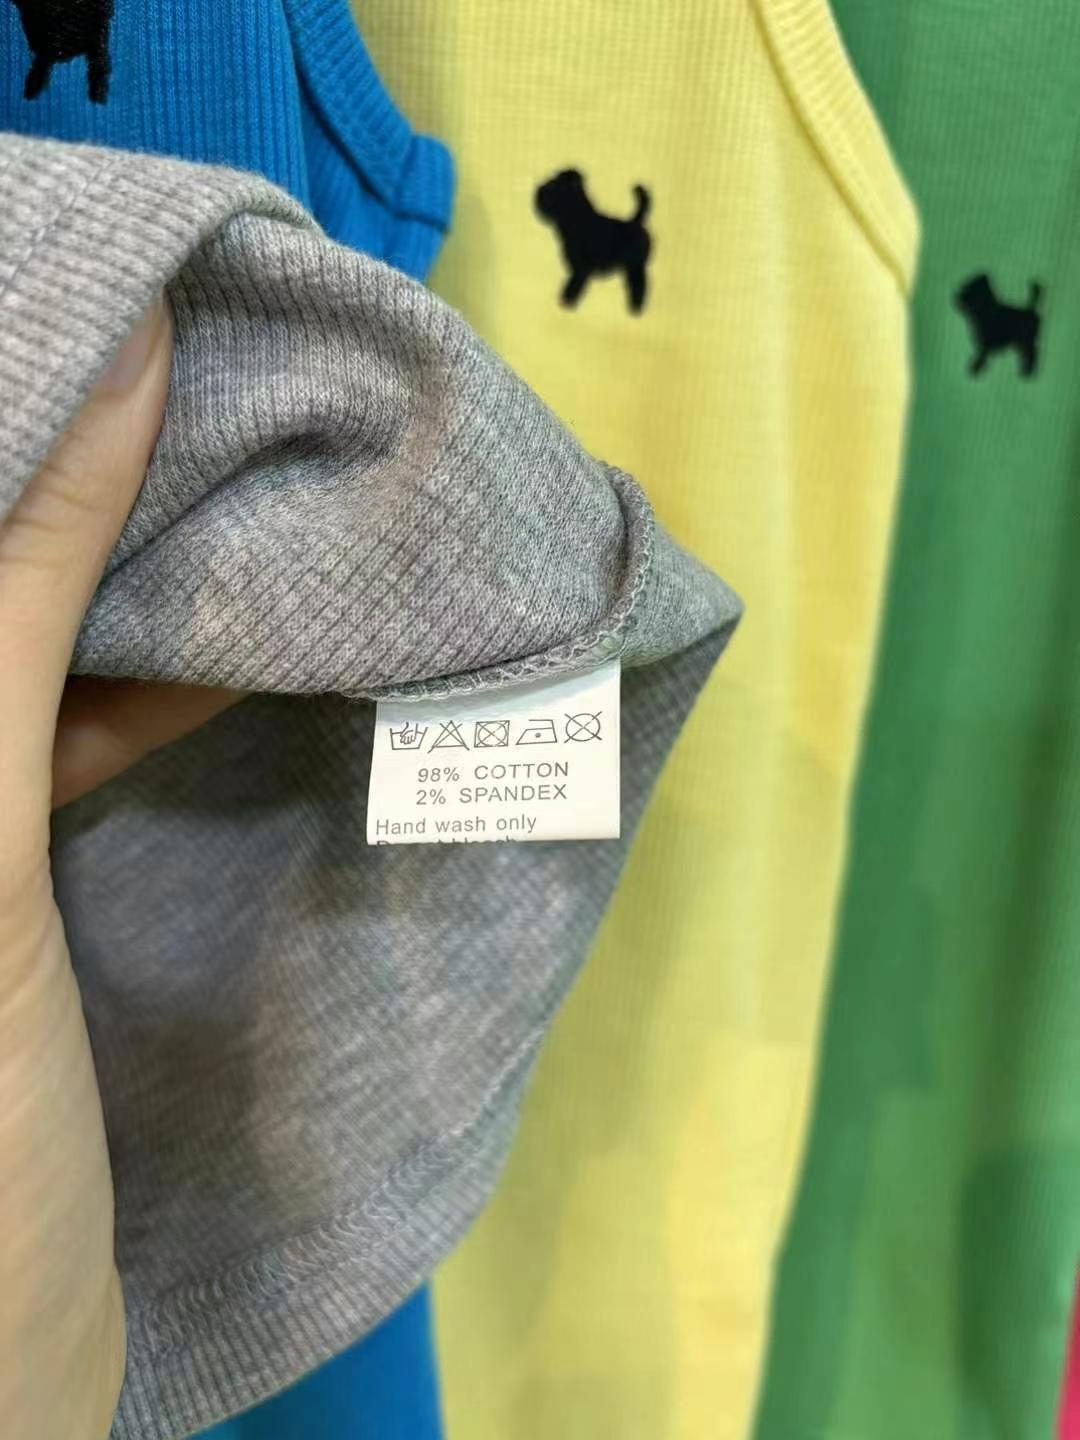 98% COTTON
2% SPANDEX
Hand wash only